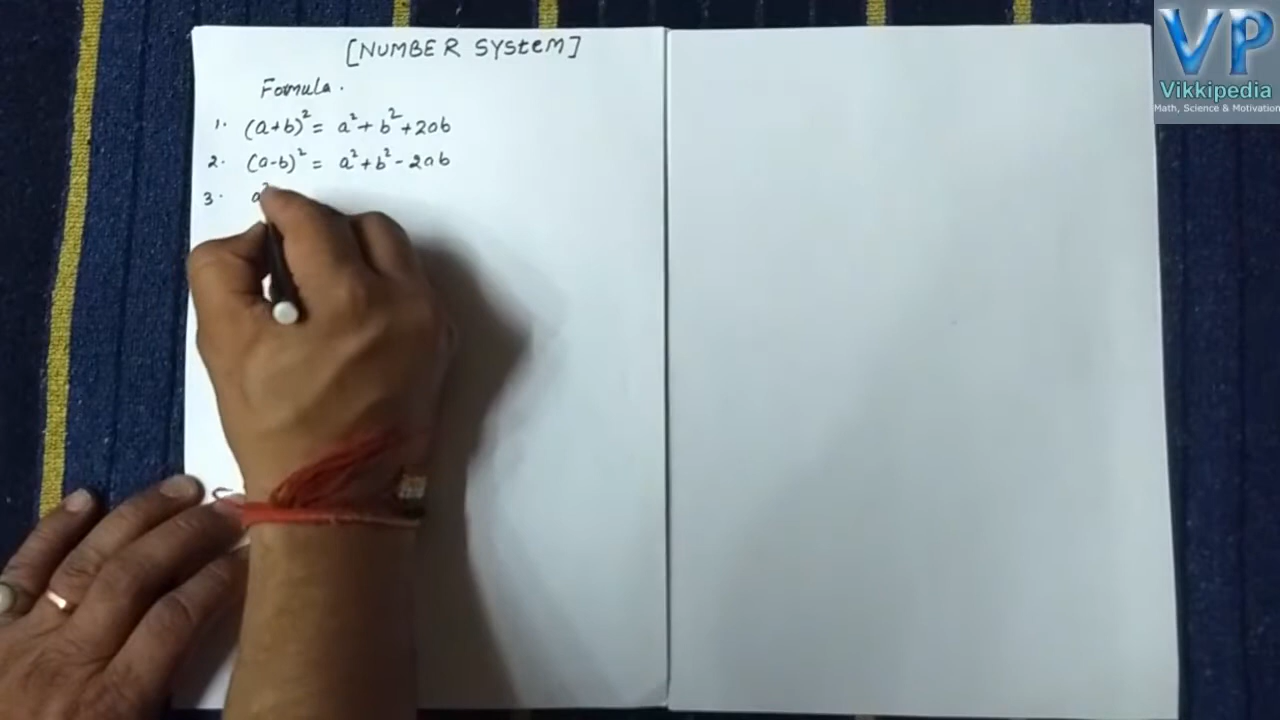 [NUMBER SYSteM]
Formula.
1. (a+b)² = a² + b² + 2ab
2. (a-b)² = a² + b² - 2ab
3. a²
VP
Vikkipedia
Math, Science & Motivation